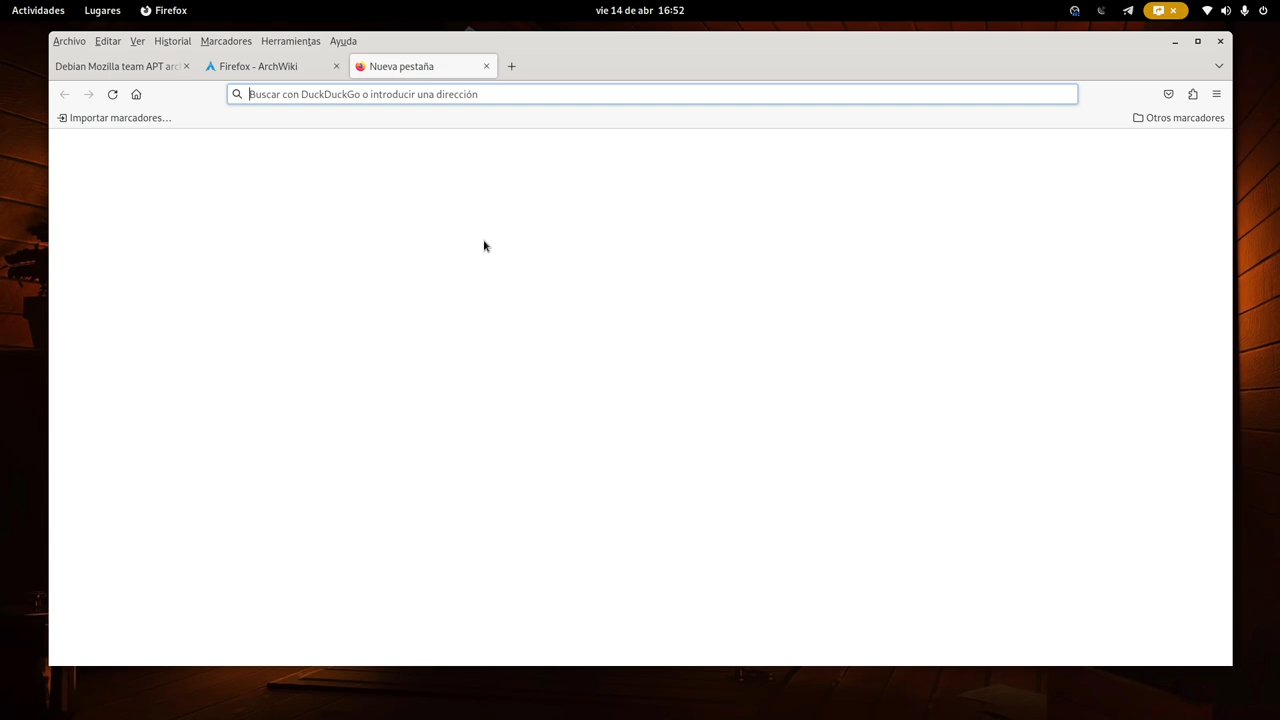 Actividades Lugares Firefox vie 14 de abr 16:52
Archivo Editar Ver Historial Marcadores Herramientas Ayuda
Debian Mozilla team APT arc Firefox - ArchWiki Nueva pestaña
Buscar con DuckDuckGo o introducir una dirección
Importar marcadores… Otros marcadores